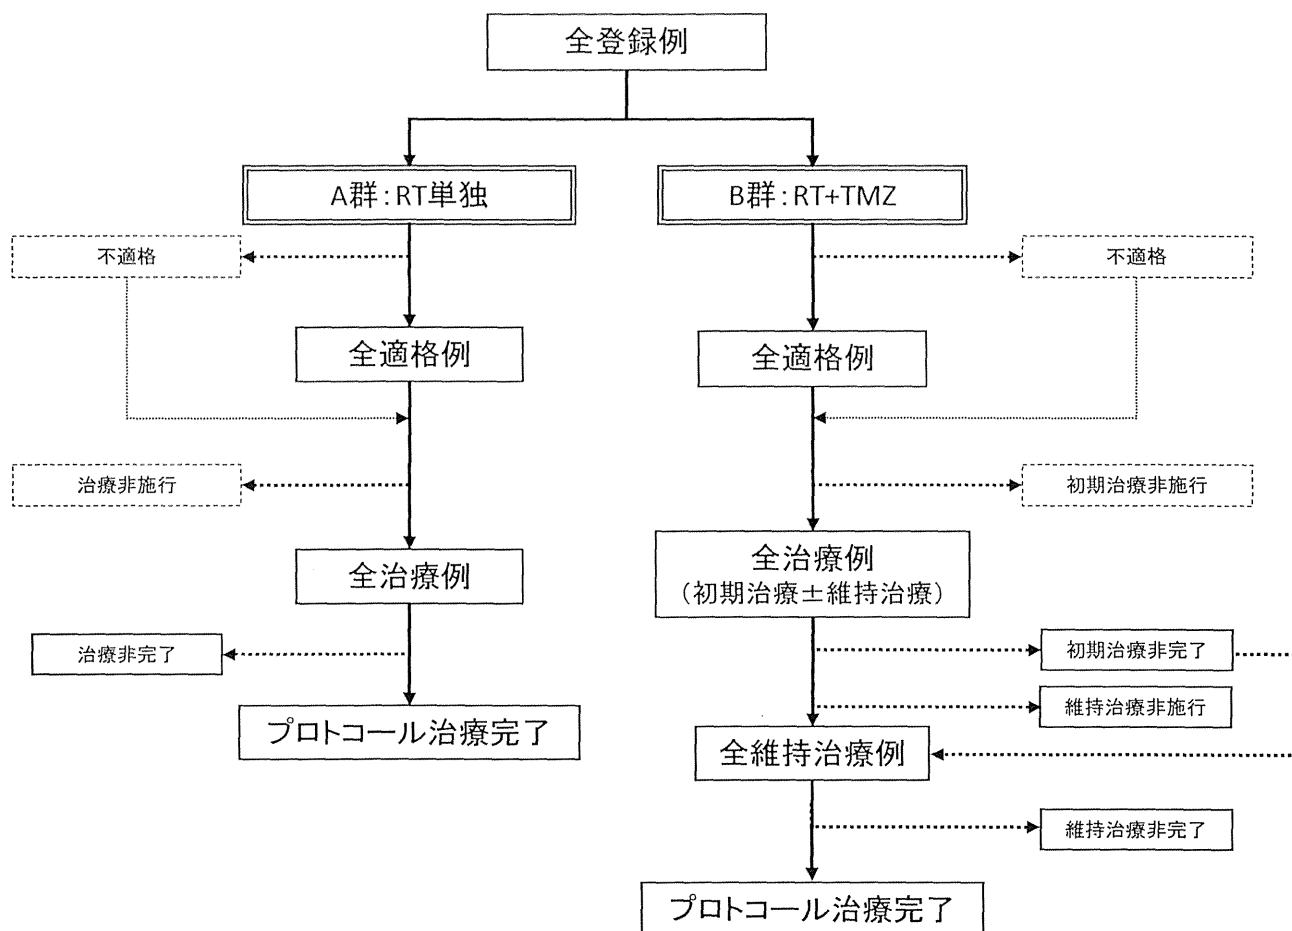 全登録例
A群：RT単独
B群：RT+TMZ
不適格
不適格
全適格例
全適格例
治療非施行
初期治療非施行
全治療例
全治療例
（初期治療±維持治療）
治療非完了
初期治療非完了
維持治療非施行
プロトコール治療完了
全維持治療例
維持治療非完了
プロトコール治療完了